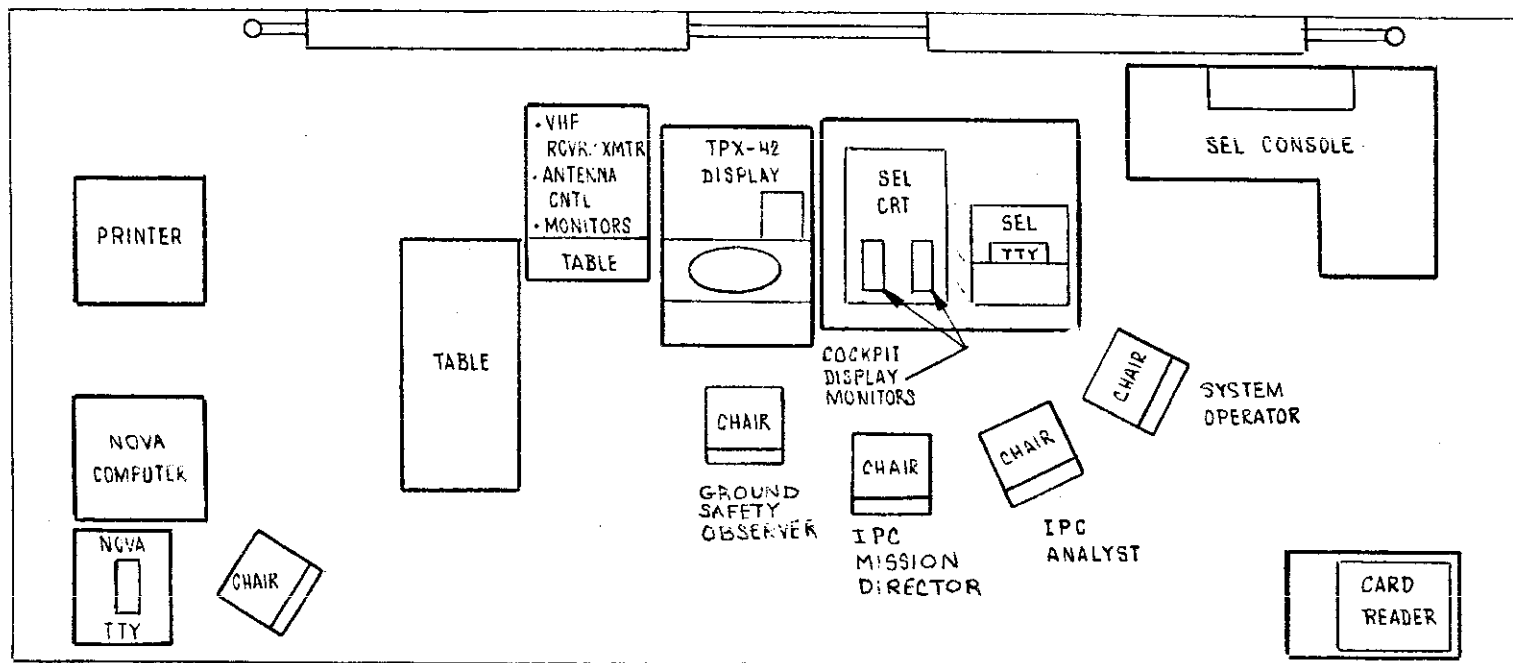 • VHF
RCVR. XMTR
• ANTENNA
CNTL
• MONITORS
TABLE
TPX-42
DISPLAY
SEL
CRT
SEL
TTY
SEL CONSOLE
PRINTER
TABLE
COCKPIT
DISPLAY
MONITORS
CHAIR
SYSTEM
OPERATOR
NOVA
COMPUTER
CHAIR
GROUND
SAFETY
OBSERVER
CHAIR
IPC
MISSION
DIRECTOR
CHAIR
IPC
ANALYST
NOVA
TTY
CHAIR
CARD
READER